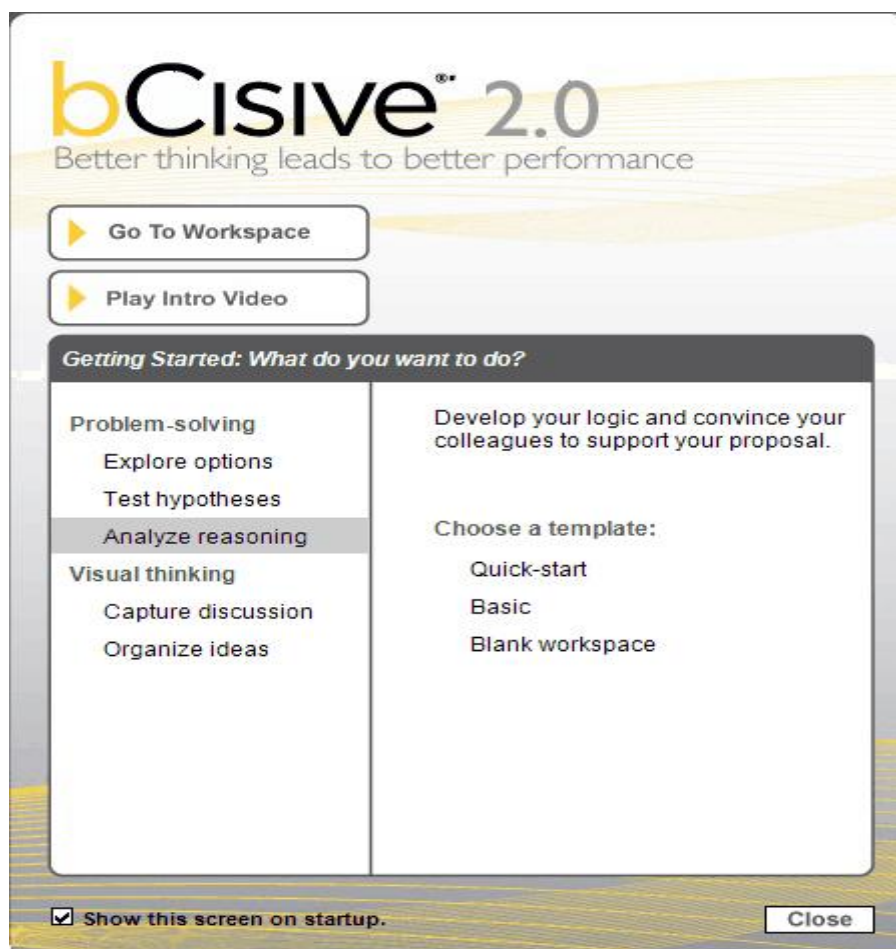 bCisive® 2.0
Better thinking leads to better performance
Go To Workspace
Play Intro Video
Getting Started: What do you want to do?
Problem-solving
Explore options
Test hypotheses
Analyze reasoning
Visual thinking
Capture discussion
Organize ideas
Develop your logic and convince your
colleagues to support your proposal.
Choose a template:
Quick-start
Basic
Blank workspace
Show this screen on startup.
Close